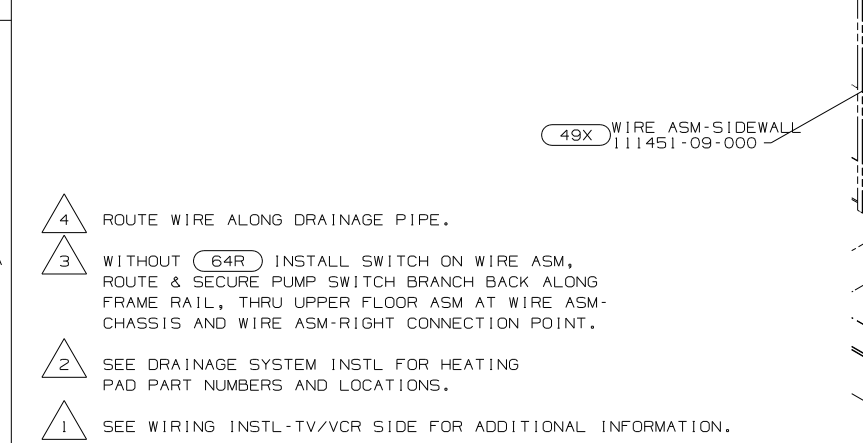 49X WIRE ASM-SIDEWALL
111451-09-000
4 ROUTE WIRE ALONG DRAINAGE PIPE.
3 WITHOUT 64R INSTALL SWITCH ON WIRE ASM,
ROUTE & SECURE PUMP SWITCH BRANCH BACK ALONG
FRAME RAIL, THRU UPPER FLOOR ASM AT WIRE ASM-
CHASSIS AND WIRE ASM-RIGHT CONNECTION POINT.
2 SEE DRAINAGE SYSTEM INSTL FOR HEATING
PAD PART NUMBERS AND LOCATIONS.
1 SEE WIRING INSTL-TV/VCR SIDE FOR ADDITIONAL INFORMATION.